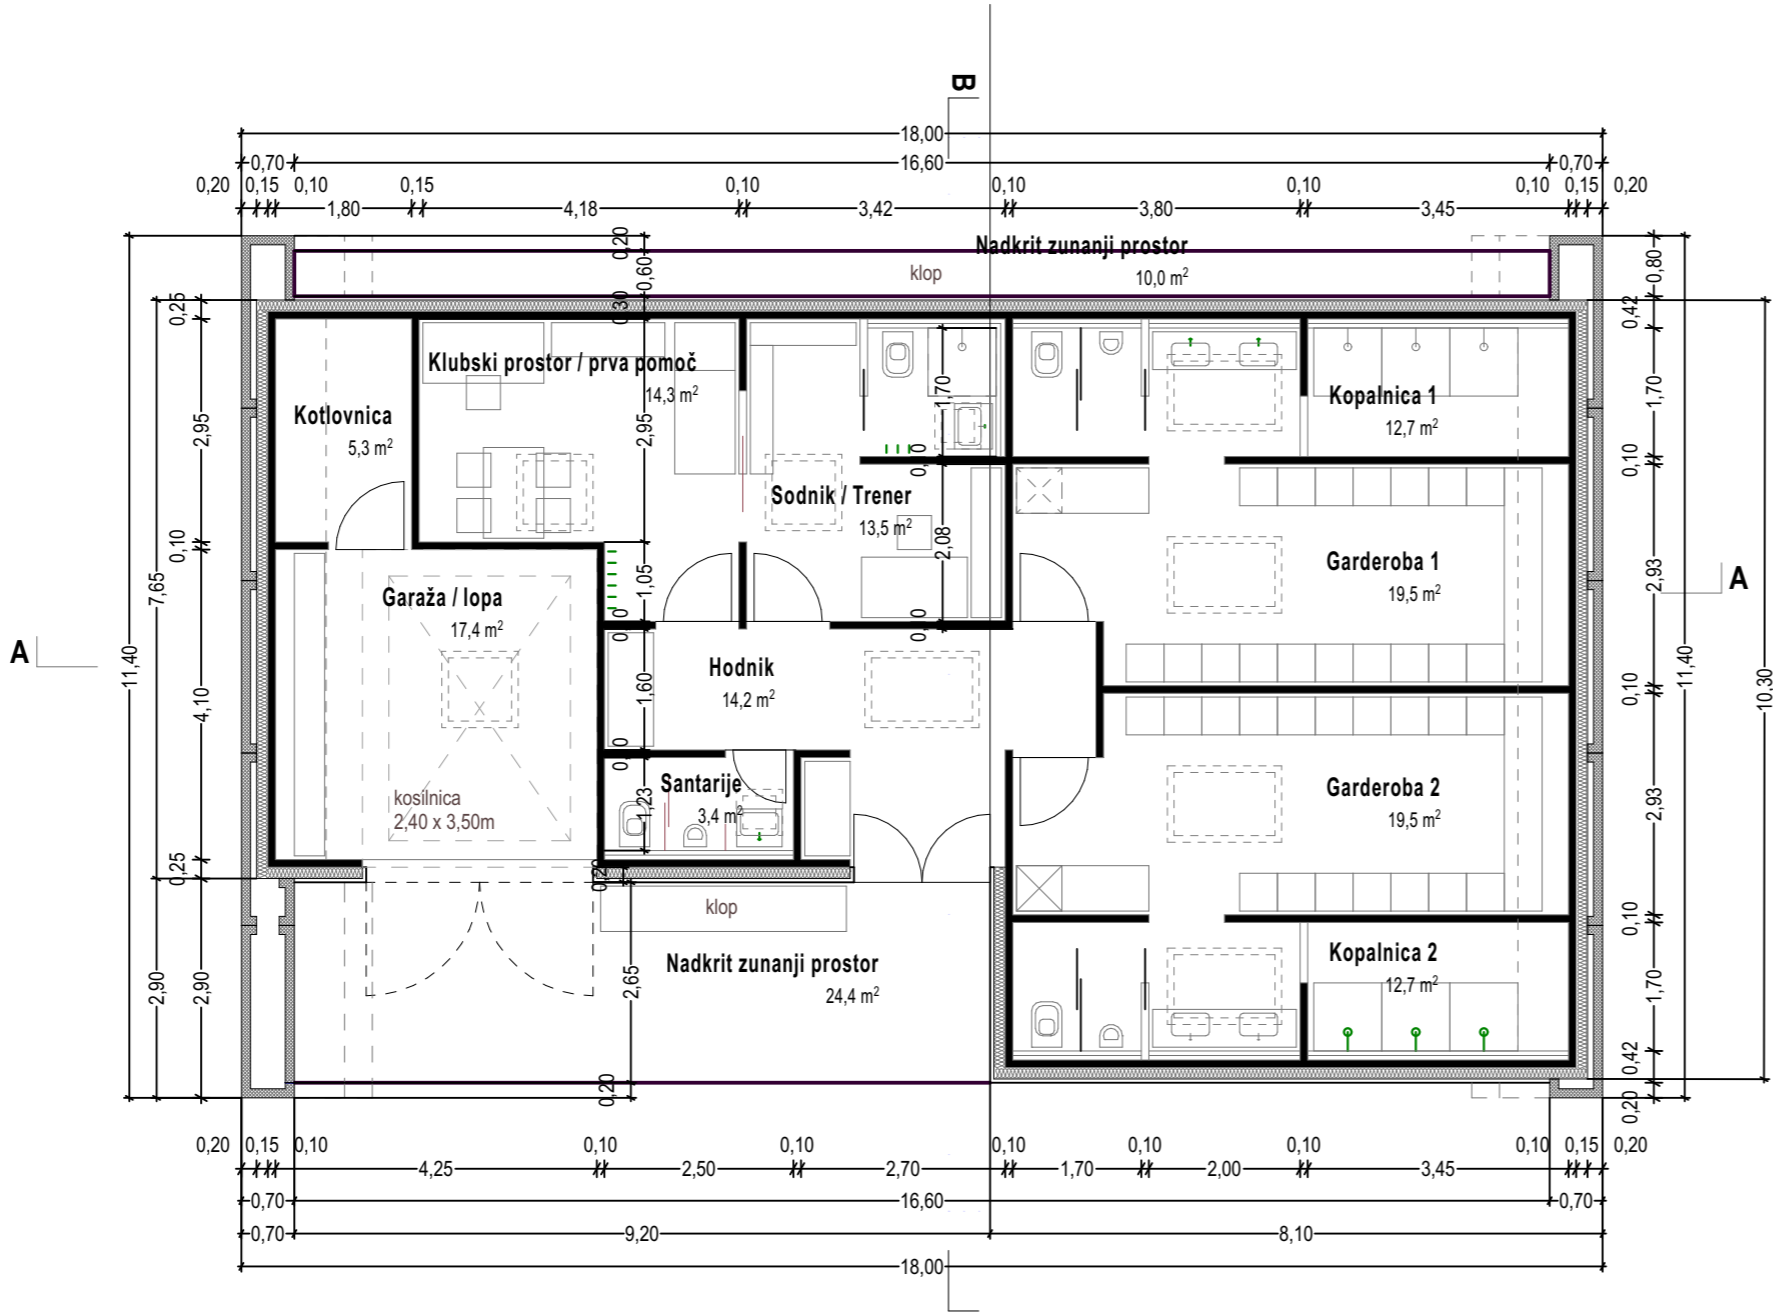 B
18,00
0,70 16,60 0,70
0,20 0,15 0,10 0,15 0,10 0,10 0,10 0,10 0,15 0,20
1,80 4,18 3,42 3,80 3,45
Nadkrit zunanji prostor
10,0 m²
klop
0,20
0,60
0,30
0,80
0,42
0,25
Klubski prostor / prva pomoč
14,3 m²
Kotlovnica
5,3 m²
Kopalnica 1
12,7 m²
2,95
2,95
1,70
1,70
0,10
0,10
Sodnik / Trener
13,5 m²
2,08
Garderoba 1
19,5 m²
2,93
0,10
7,65
1,05
Garaža / lopa
17,4 m²
A
A
11,40
11,40
10,30
4,10
1,60
Hodnik
14,2 m²
0,10
kosilnica
2,40 x 3,50m
Santarije
3,4 m²
1,23
Garderoba 2
19,5 m²
2,93
0,25
0,20
klop
0,10
Nadkrit zunanji prostor
24,4 m²
Kopalnica 2
12,7 m²
2,90
2,90
2,65
1,70
0,42
0,20
0,20
0,20 0,15 0,10 0,10 0,10 0,10 0,10 0,10 0,10 0,15 0,20
4,25 2,50 2,70 1,70 2,00 3,45
0,70 16,60 0,70
0,70 9,20 8,10
18,00